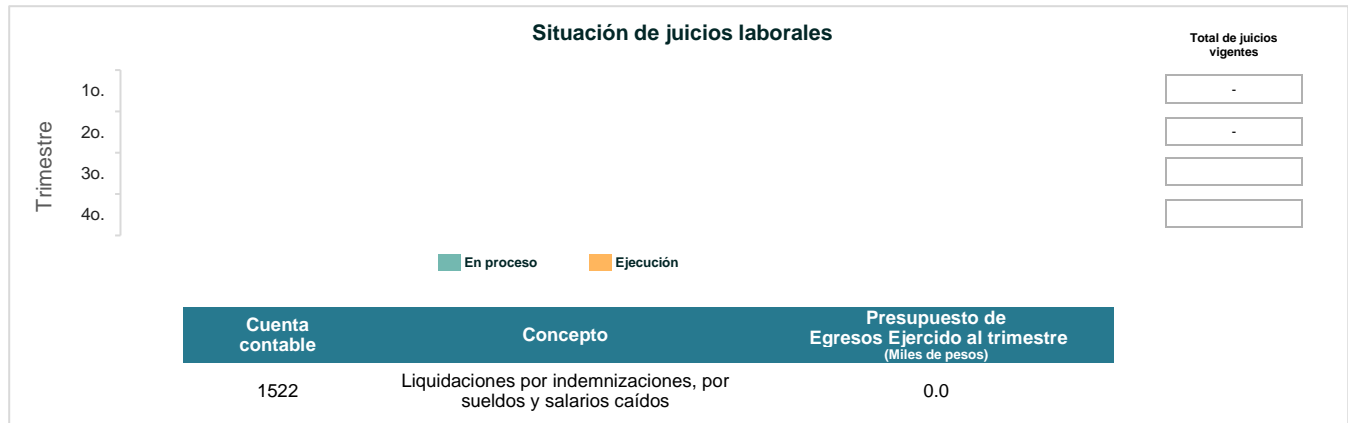 Situación de juicios laborales
Total de juicios
vigentes
Trimestre
1o.
-
2o.
-
3o.
4o.
En proceso
Ejecución
Cuenta
contable
Concepto
Presupuesto de
Egresos Ejercido al trimestre
(Miles de pesos)
1522
Liquidaciones por indemnizaciones, por
sueldos y salarios caídos
0.0